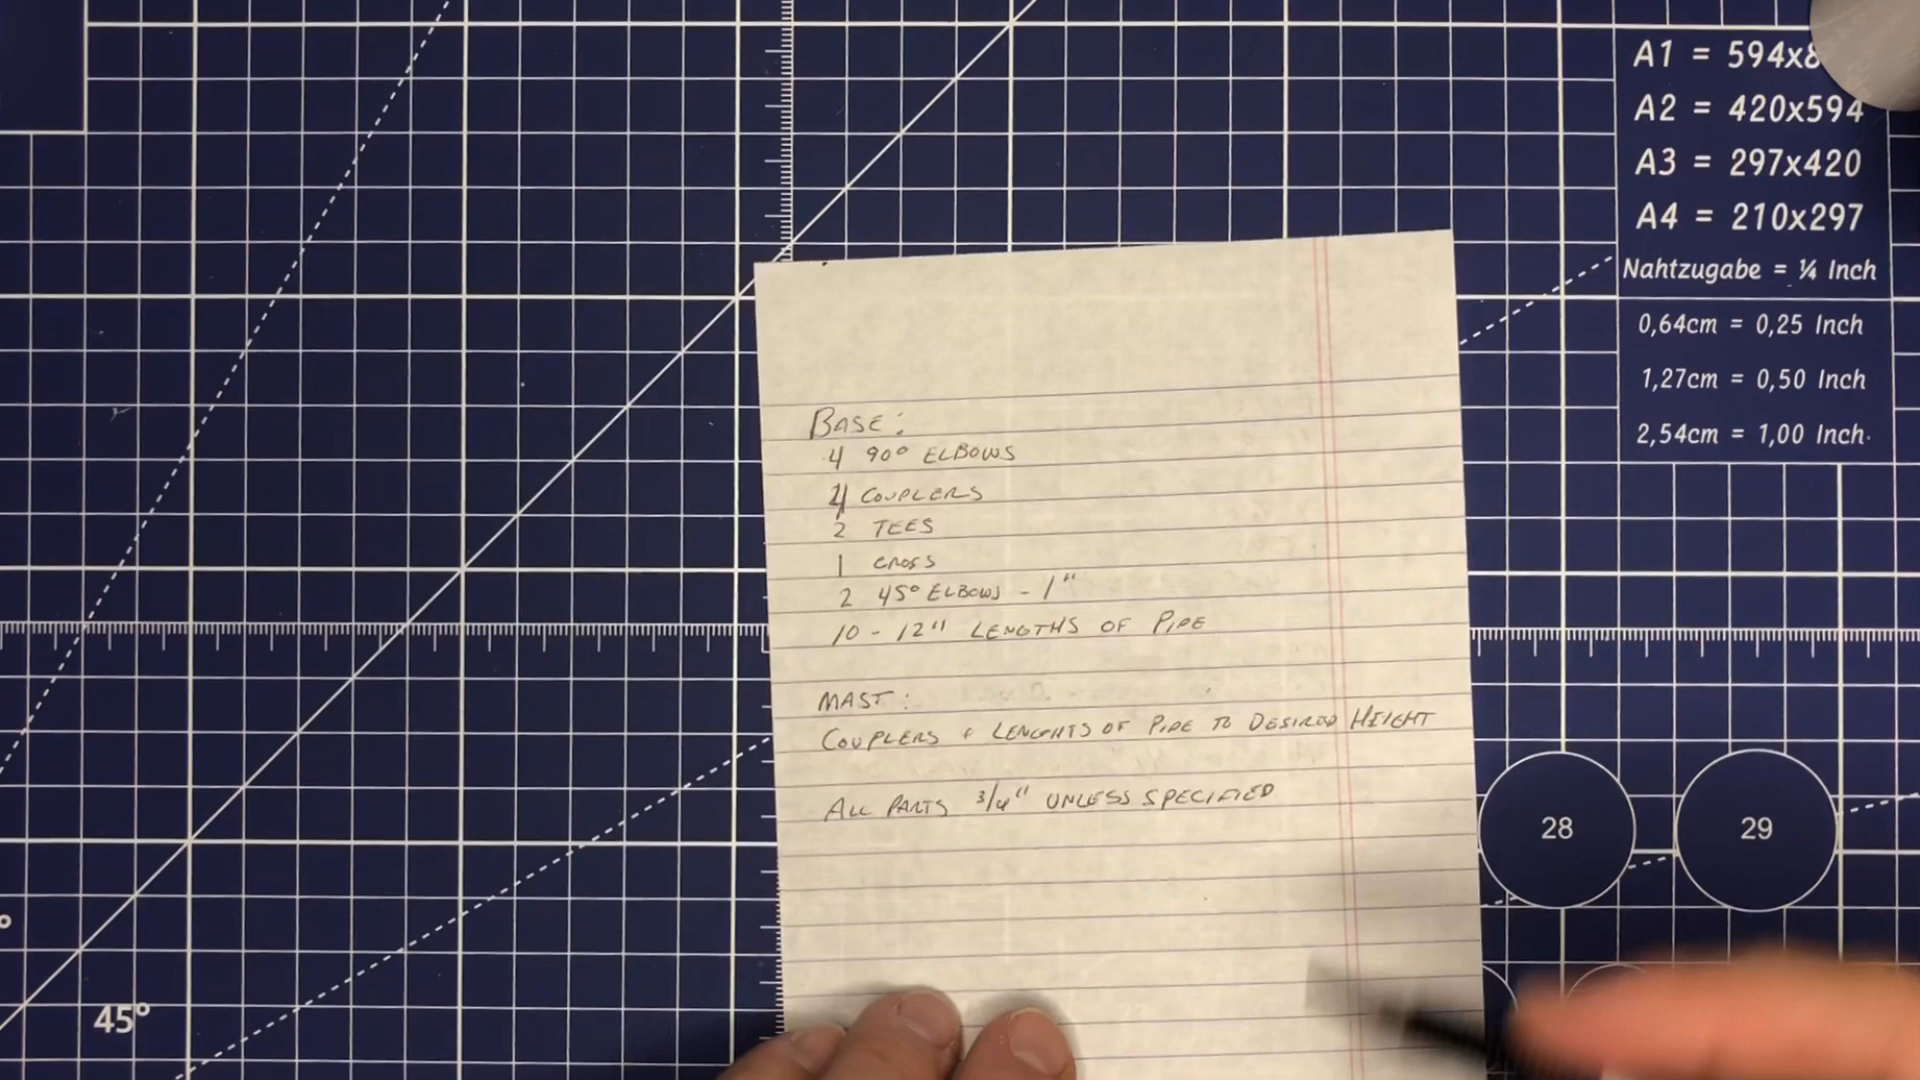 A1 = 594x8
A2 = 420x594
A3 = 297x420
A4 = 210x297
Nahtzugabe = ¼ Inch
0,64cm = 0,25 Inch
1,27cm = 0,50 Inch
2,54cm = 1,00 Inch
BASE:
4 90° ELBOWS
4 COUPLERS
2 TEES
1 CROSS
2 45° ELBOWS - 1"
10 - 12" LENGTHS OF PIPE
MAST:
COUPLERS & LENGHTS OF PIPE TO DESIRED HEIGHT
ALL PARTS 3/4" UNLESS SPECIFIED
28
29
45°